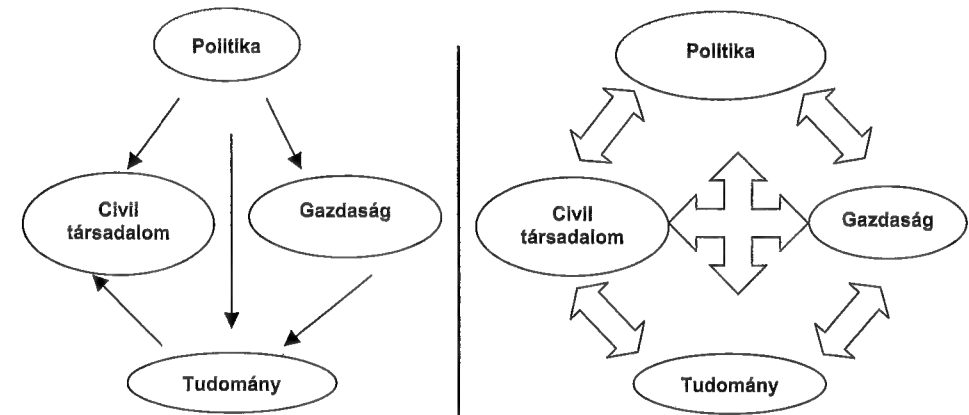 Politika
Civil
társadalom
Gazdaság
Tudomány
Politika
Civil
társadalom
Gazdaság
Tudomány